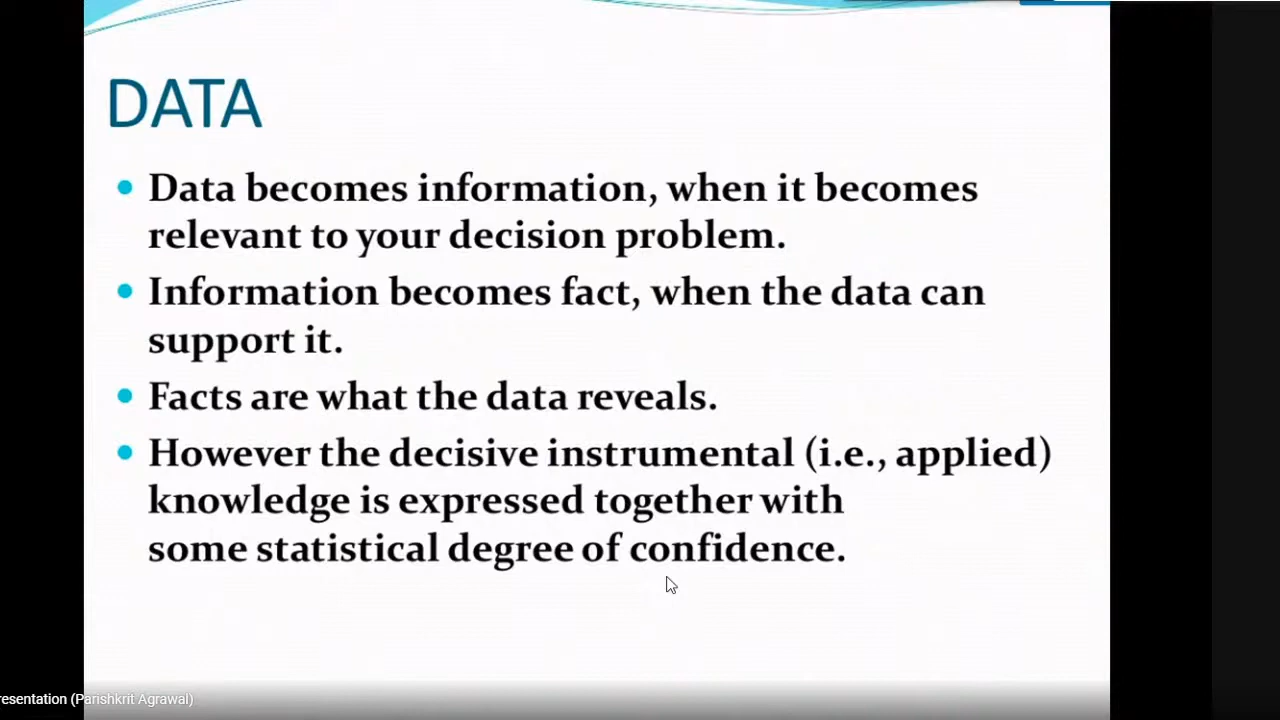 DATA
• Data becomes information, when it becomes
relevant to your decision problem.
• Information becomes fact, when the data can
support it.
• Facts are what the data reveals.
• However the decisive instrumental (i.e., applied)
knowledge is expressed together with
some statistical degree of confidence.
resentation (Parishkrit Agrawal)